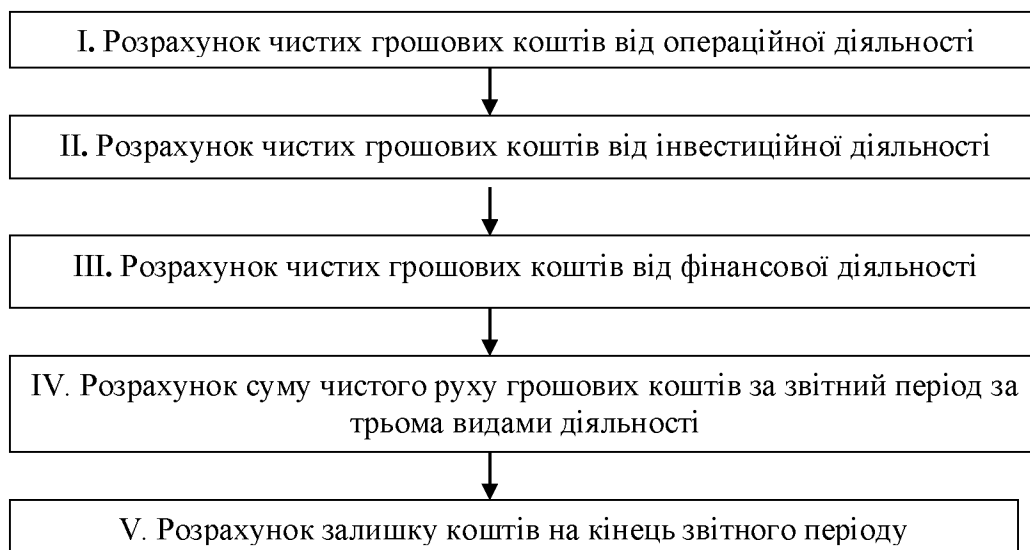 I. Розрахунок чистих грошових коштів від операційної діяльності
II. Розрахунок чистих грошових коштів від інвестиційної діяльності
III. Розрахунок чистих грошових коштів від фінансової діяльності
IV. Розрахунок суму чистого руху грошових коштів за звітний період за
трьома видами діяльності
V. Розрахунок залишку коштів на кінець звітного періоду